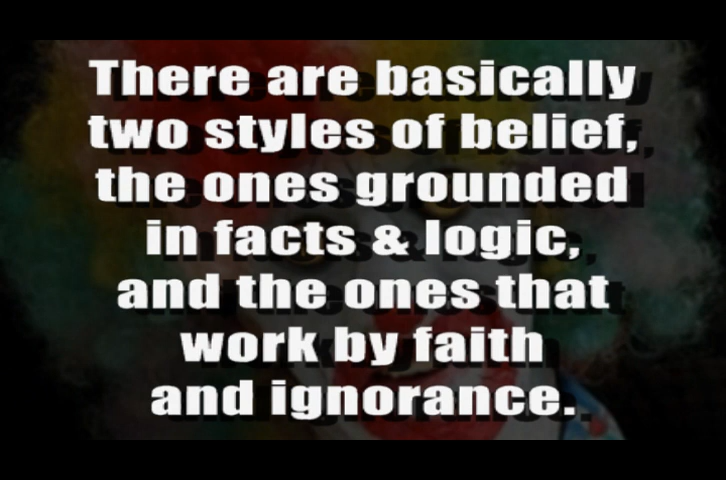 There are basically
two styles of belief,
the ones grounded
in facts & logic,
and the ones that
work by faith
and ignorance.